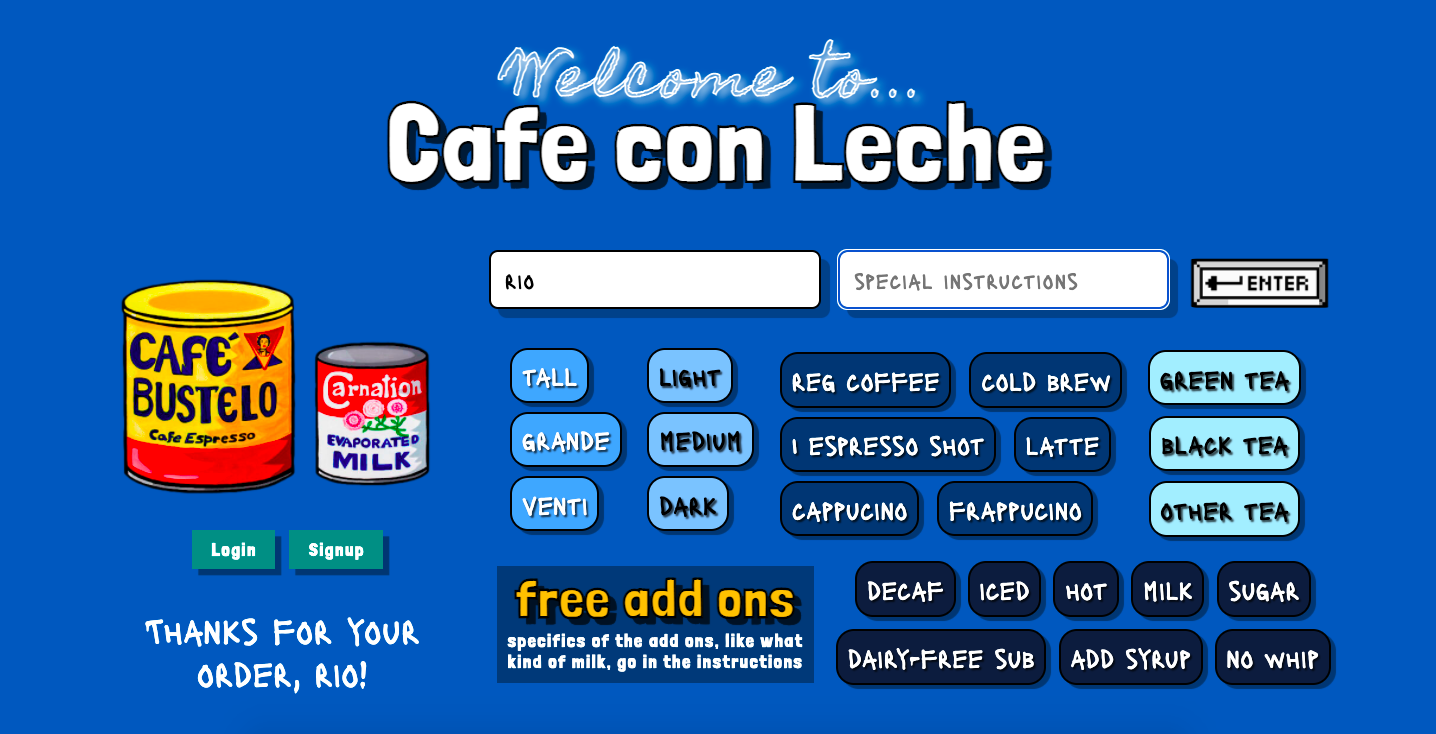 Welcome to...
Cafe con Leche
RIO
SPECIAL INSTRUCTIONS
ENTER
CAFÉ
BUSTELO
Cafe Espresso
Carnation
EVAPORATED
MILK
Login
Signup
THANKS FOR YOUR
ORDER, RIO!
TALL
GRANDE
VENTI
LIGHT
MEDIUM
DARK
REG COFFEE
COLD BREW
1 ESPRESSO SHOT
LATTE
CAPPUCINO
FRAPPUCINO
GREEN TEA
BLACK TEA
OTHER TEA
free add ons
specifics of the add ons, like what
kind of milk, go in the instructions
DECAF
ICED
HOT
MILK
SUGAR
DAIRY-FREE SUB
ADD SYRUP
NO WHIP